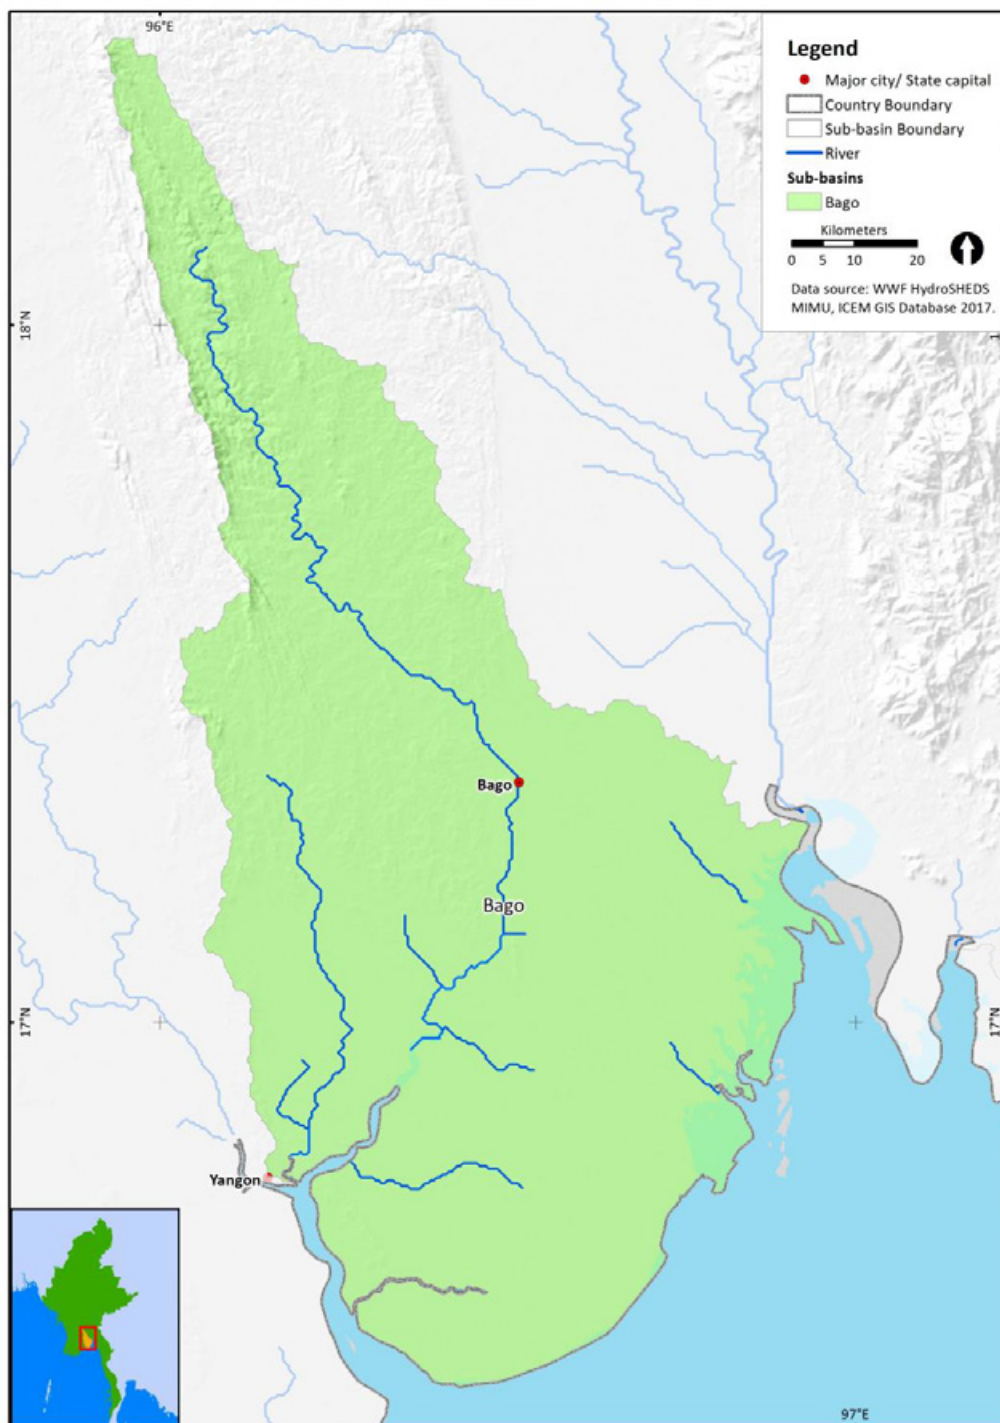 96°E
Legend
Major city/ State capital
Country Boundary
Sub-basin Boundary
River
Sub-basins
Bago
Kilometers
0 5 10 20
Data source: WWF HydroSHEDS
MIMU, ICEM GIS Database 2017.
18°N
Bago
Bago
17°N
17°N
Yangon
97°E